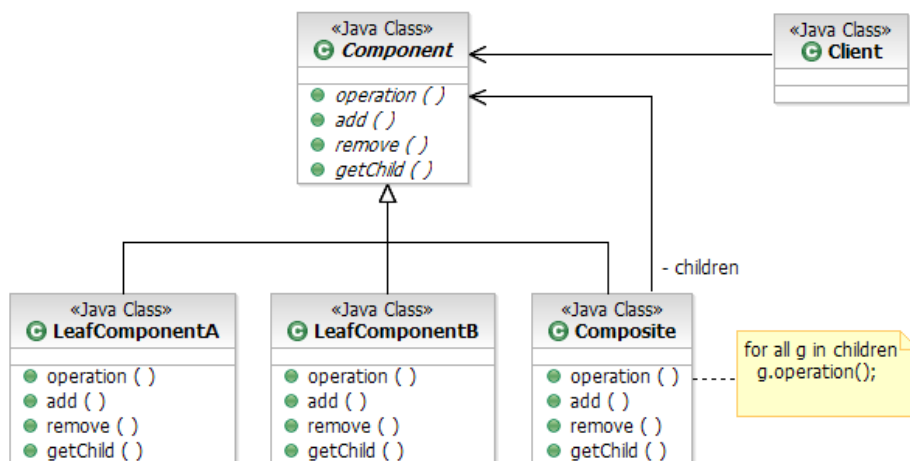 «Java Class»
Component
operation ( )
add ( )
remove ( )
getChild ( )
«Java Class»
Client
- children
«Java Class»
LeafComponentA
operation ( )
add ( )
remove ( )
getChild ( )
«Java Class»
LeafComponentB
operation ( )
add ( )
remove ( )
getChild ( )
«Java Class»
Composite
operation ( )
add ( )
remove ( )
getChild ( )
for all g in children
g.operation();